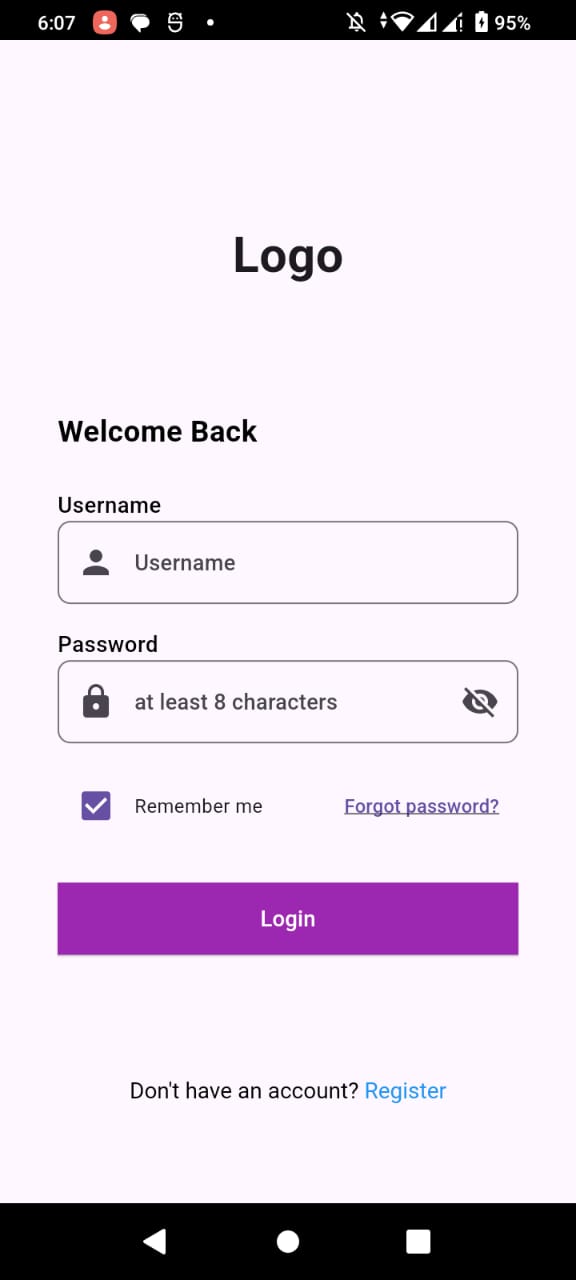 6:07 95%
Logo
Welcome Back
Username
Username
Password
at least 8 characters
Remember me Forgot password?
Login
Don't have an account? Register